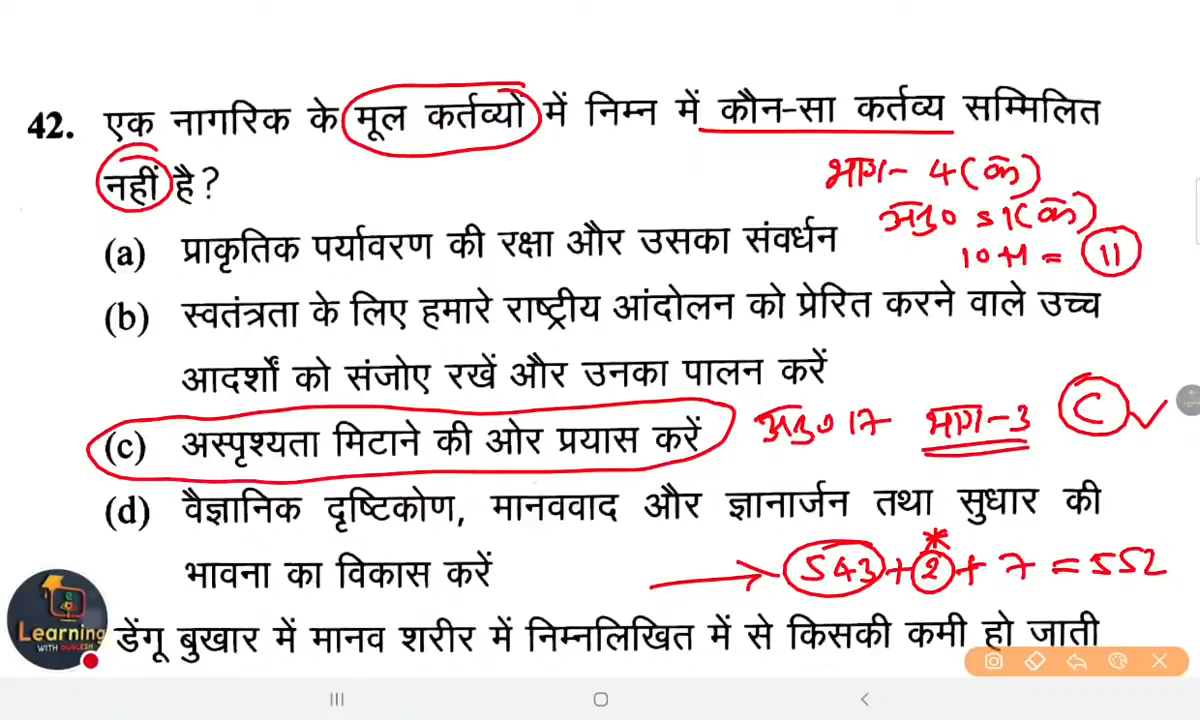 42. एक नागरिक के मूल कर्तव्यों में निम्न में कौन-सा कर्तव्य सम्मिलित
नहीं है?
भाग- 4(क)
अनु० 51(क)
(a) प्राकृतिक पर्यावरण की रक्षा और उसका संवर्धन
10+1 = 11
(b) स्वतंत्रता के लिए हमारे राष्ट्रीय आंदोलन को प्रेरित करने वाले उच्च
आदर्शों को संजोए रखें और उनका पालन करें
(c) अस्पृश्यता मिटाने की ओर प्रयास करें
अनु० 17 भाग-3 C
(d) वैज्ञानिक दृष्टिकोण, मानववाद और ज्ञानार्जन तथा सुधार की
भावना का विकास करें
543+2+7=552
Learning
WITH DURGESH
डेंगू बुखार में मानव शरीर में निम्नलिखित में से किसकी कमी हो जाती